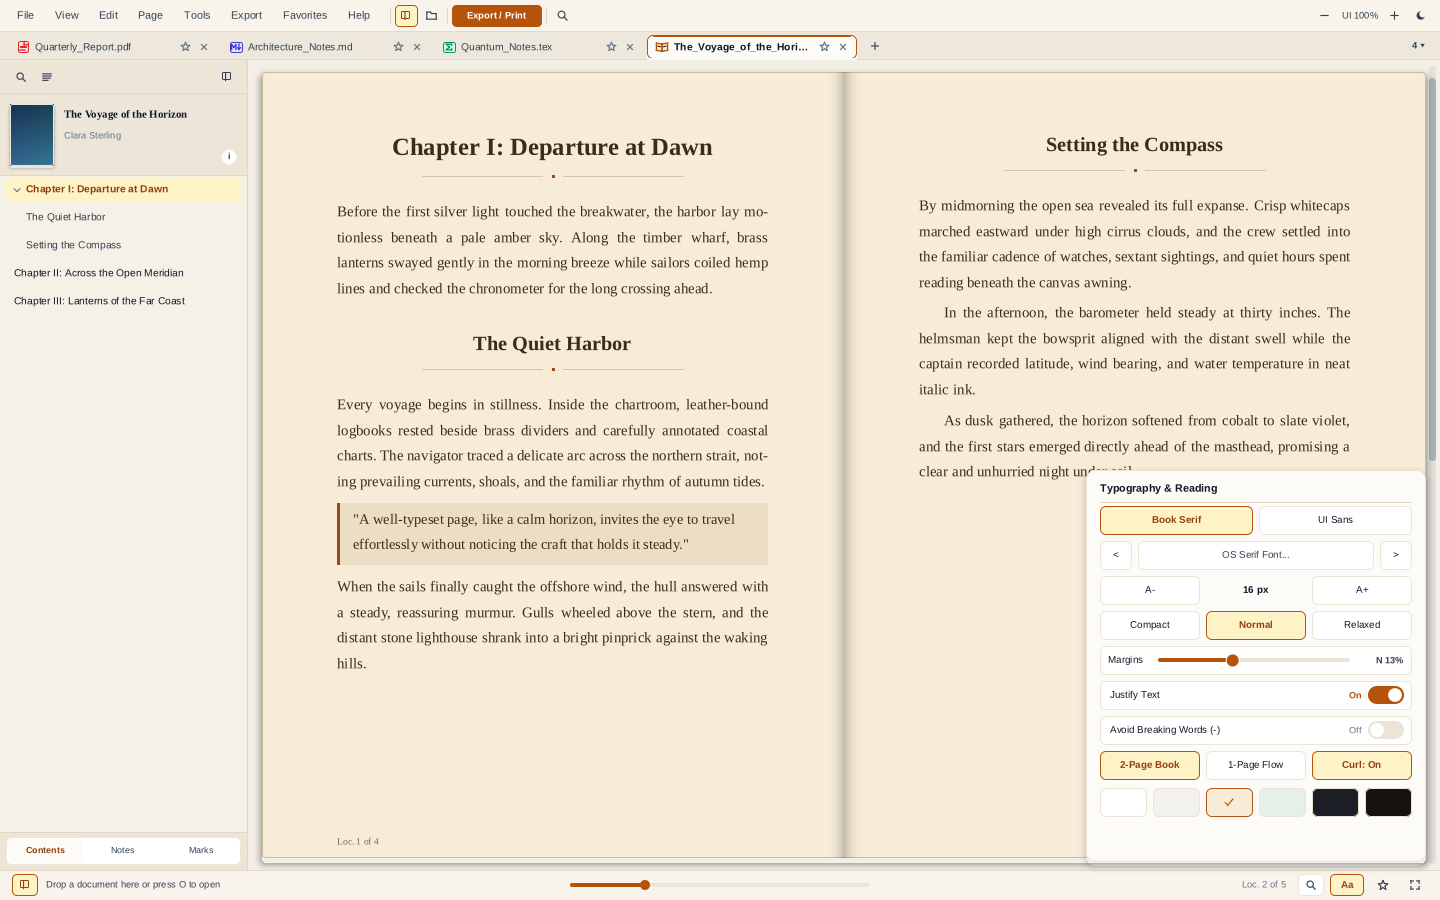 File View Edit Page Tools Export Favorites Help Export / Print UI 100%
Quarterly_Report.pdf Architecture_Notes.md Quantum_Notes.tex The_Voyage_of_the_Hori... 4
The Voyage of the Horizon
Clara Sterling
i
Chapter I: Departure at Dawn
The Quiet Harbor
Setting the Compass
Chapter II: Across the Open Meridian
Chapter III: Lanterns of the Far Coast
Contents Notes Marks
Chapter I: Departure at Dawn
Before the first silver light touched the breakwater, the harbor lay mo-
tionless beneath a pale amber sky. Along the timber wharf, brass
lanterns swayed gently in the morning breeze while sailors coiled hemp
lines and checked the chronometer for the long crossing ahead.
The Quiet Harbor
Every voyage begins in stillness. Inside the chartroom, leather-bound
logbooks rested beside brass dividers and carefully annotated coastal
charts. The navigator traced a delicate arc across the northern strait, not-
ing prevailing currents, shoals, and the familiar rhythm of autumn tides.
"A well-typeset page, like a calm horizon, invites the eye to travel
effortlessly without noticing the craft that holds it steady."
When the sails finally caught the offshore wind, the hull answered with
a steady, reassuring murmur. Gulls wheeled above the stern, and the
distant stone lighthouse shrank into a bright pinprick against the waking
hills.
Loc. 1 of 4
Setting the Compass
By midmorning the open sea revealed its full expanse. Crisp whitecaps
marched eastward under high cirrus clouds, and the crew settled into
the familiar cadence of watches, sextant sightings, and quiet hours spent
reading beneath the canvas awning.
In the afternoon, the barometer held steady at thirty inches. The
helmsman kept the bowsprit aligned with the distant swell while the
captain recorded latitude, wind bearing, and water temperature in neat
italic ink.
As dusk gathered, the horizon softened from cobalt to slate violet,
and the first stars emerged directly ahead of the masthead, promising a
clear and unhurried night under sail.
Typography & Reading
Book Serif UI Sans
< OS Serif Font... >
A- 16 px A+
Compact Normal Relaxed
Margins N 13%
Justify Text On
Avoid Breaking Words (-) Off
2-Page Book 1-Page Flow Curl: On
Drop a document here or press O to open Loc. 2 of 5 Aa